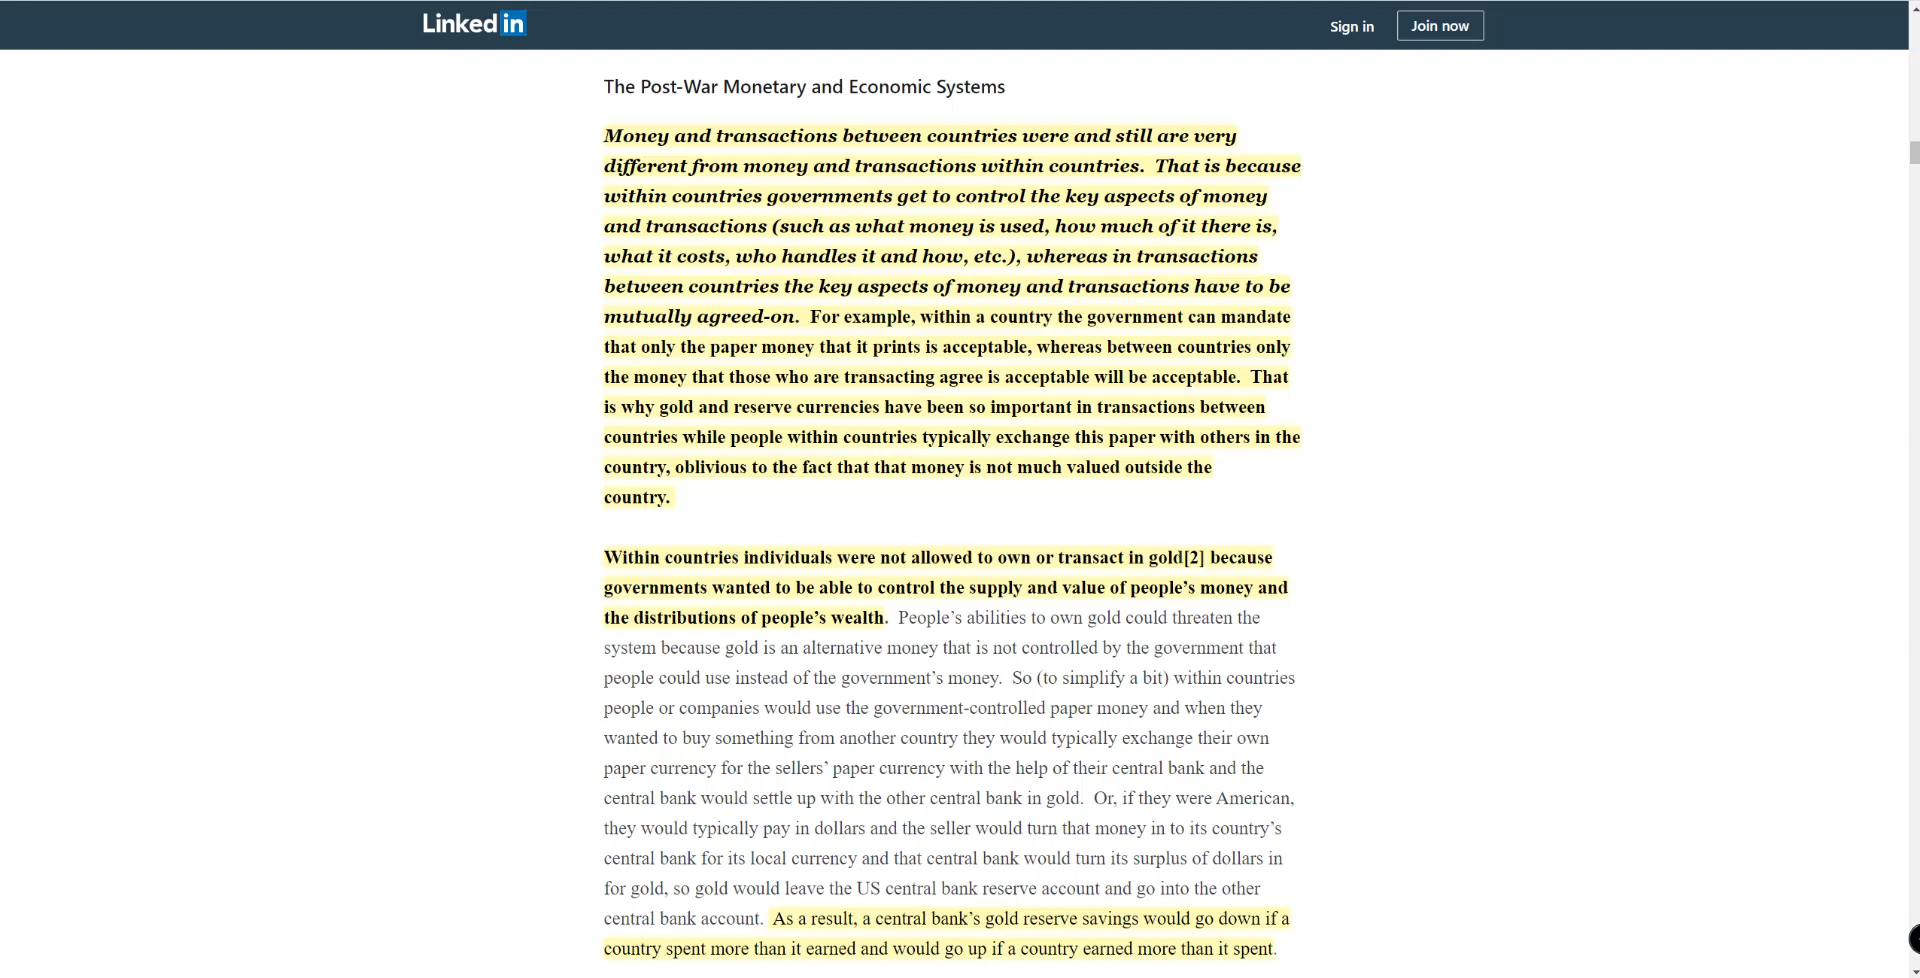 LinkedIn
Sign in
Join now
The Post-War Monetary and Economic Systems
Money and transactions between countries were and still are very
different from money and transactions within countries.  That is because
within countries governments get to control the key aspects of money
and transactions (such as what money is used, how much of it there is,
what it costs, who handles it and how, etc.), whereas in transactions
between countries the key aspects of money and transactions have to be
mutually agreed-on.  For example, within a country the government can mandate
that only the paper money that it prints is acceptable, whereas between countries only
the money that those who are transacting agree is acceptable will be acceptable.  That
is why gold and reserve currencies have been so important in transactions between
countries while people within countries typically exchange this paper with others in the
country, oblivious to the fact that that money is not much valued outside the
country.
Within countries individuals were not allowed to own or transact in gold[2] because
governments wanted to be able to control the supply and value of people’s money and
the distributions of people’s wealth.  People’s abilities to own gold could threaten the
system because gold is an alternative money that is not controlled by the government that
people could use instead of the government’s money.  So (to simplify a bit) within countries
people or companies would use the government-controlled paper money and when they
wanted to buy something from another country they would typically exchange their own
paper currency for the sellers’ paper currency with the help of their central bank and the
central bank would settle up with the other central bank in gold.  Or, if they were American,
they would typically pay in dollars and the seller would turn that money in to its country’s
central bank for its local currency and that central bank would turn its surplus of dollars in
for gold, so gold would leave the US central bank reserve account and go into the other
central bank account.  As a result, a central bank’s gold reserve savings would go down if a
country spent more than it earned and would go up if a country earned more than it spent.